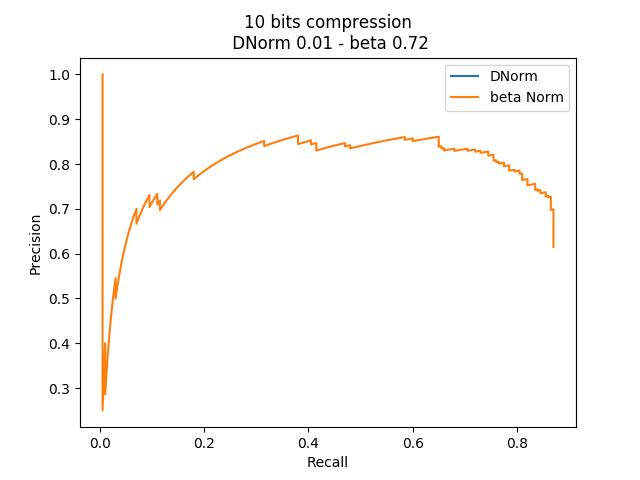 10 bits compression
DNorm 0.01 - beta 0.72
DNorm
beta Norm
1.0
0.9
0.8
0.7
0.6
0.5
0.4
0.3
Precision
0.0 0.2 0.4 0.6 0.8
Recall